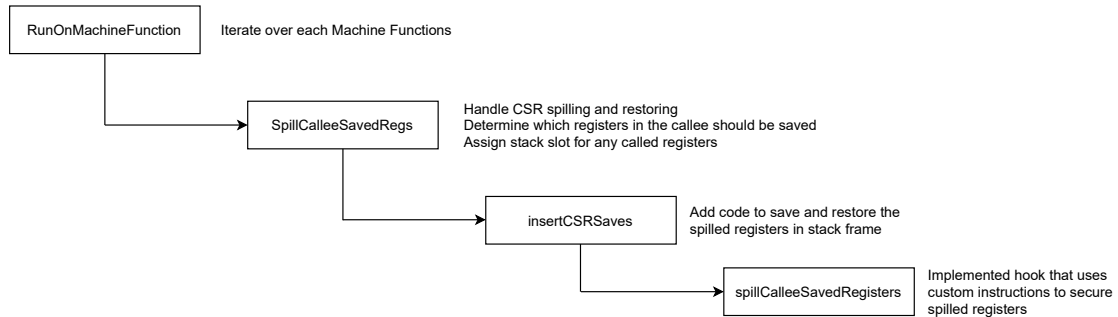 RunOnMachineFunction
Iterate over each Machine Functions
SpillCalleeSavedRegs
Handle CSR spilling and restoring
Determine which registers in the callee should be saved
Assign stack slot for any called registers
insertCSRSaves
Add code to save and restore the
spilled registers in stack frame
spillCalleeSavedRegisters
Implemented hook that uses
custom instructions to secure
spilled registers